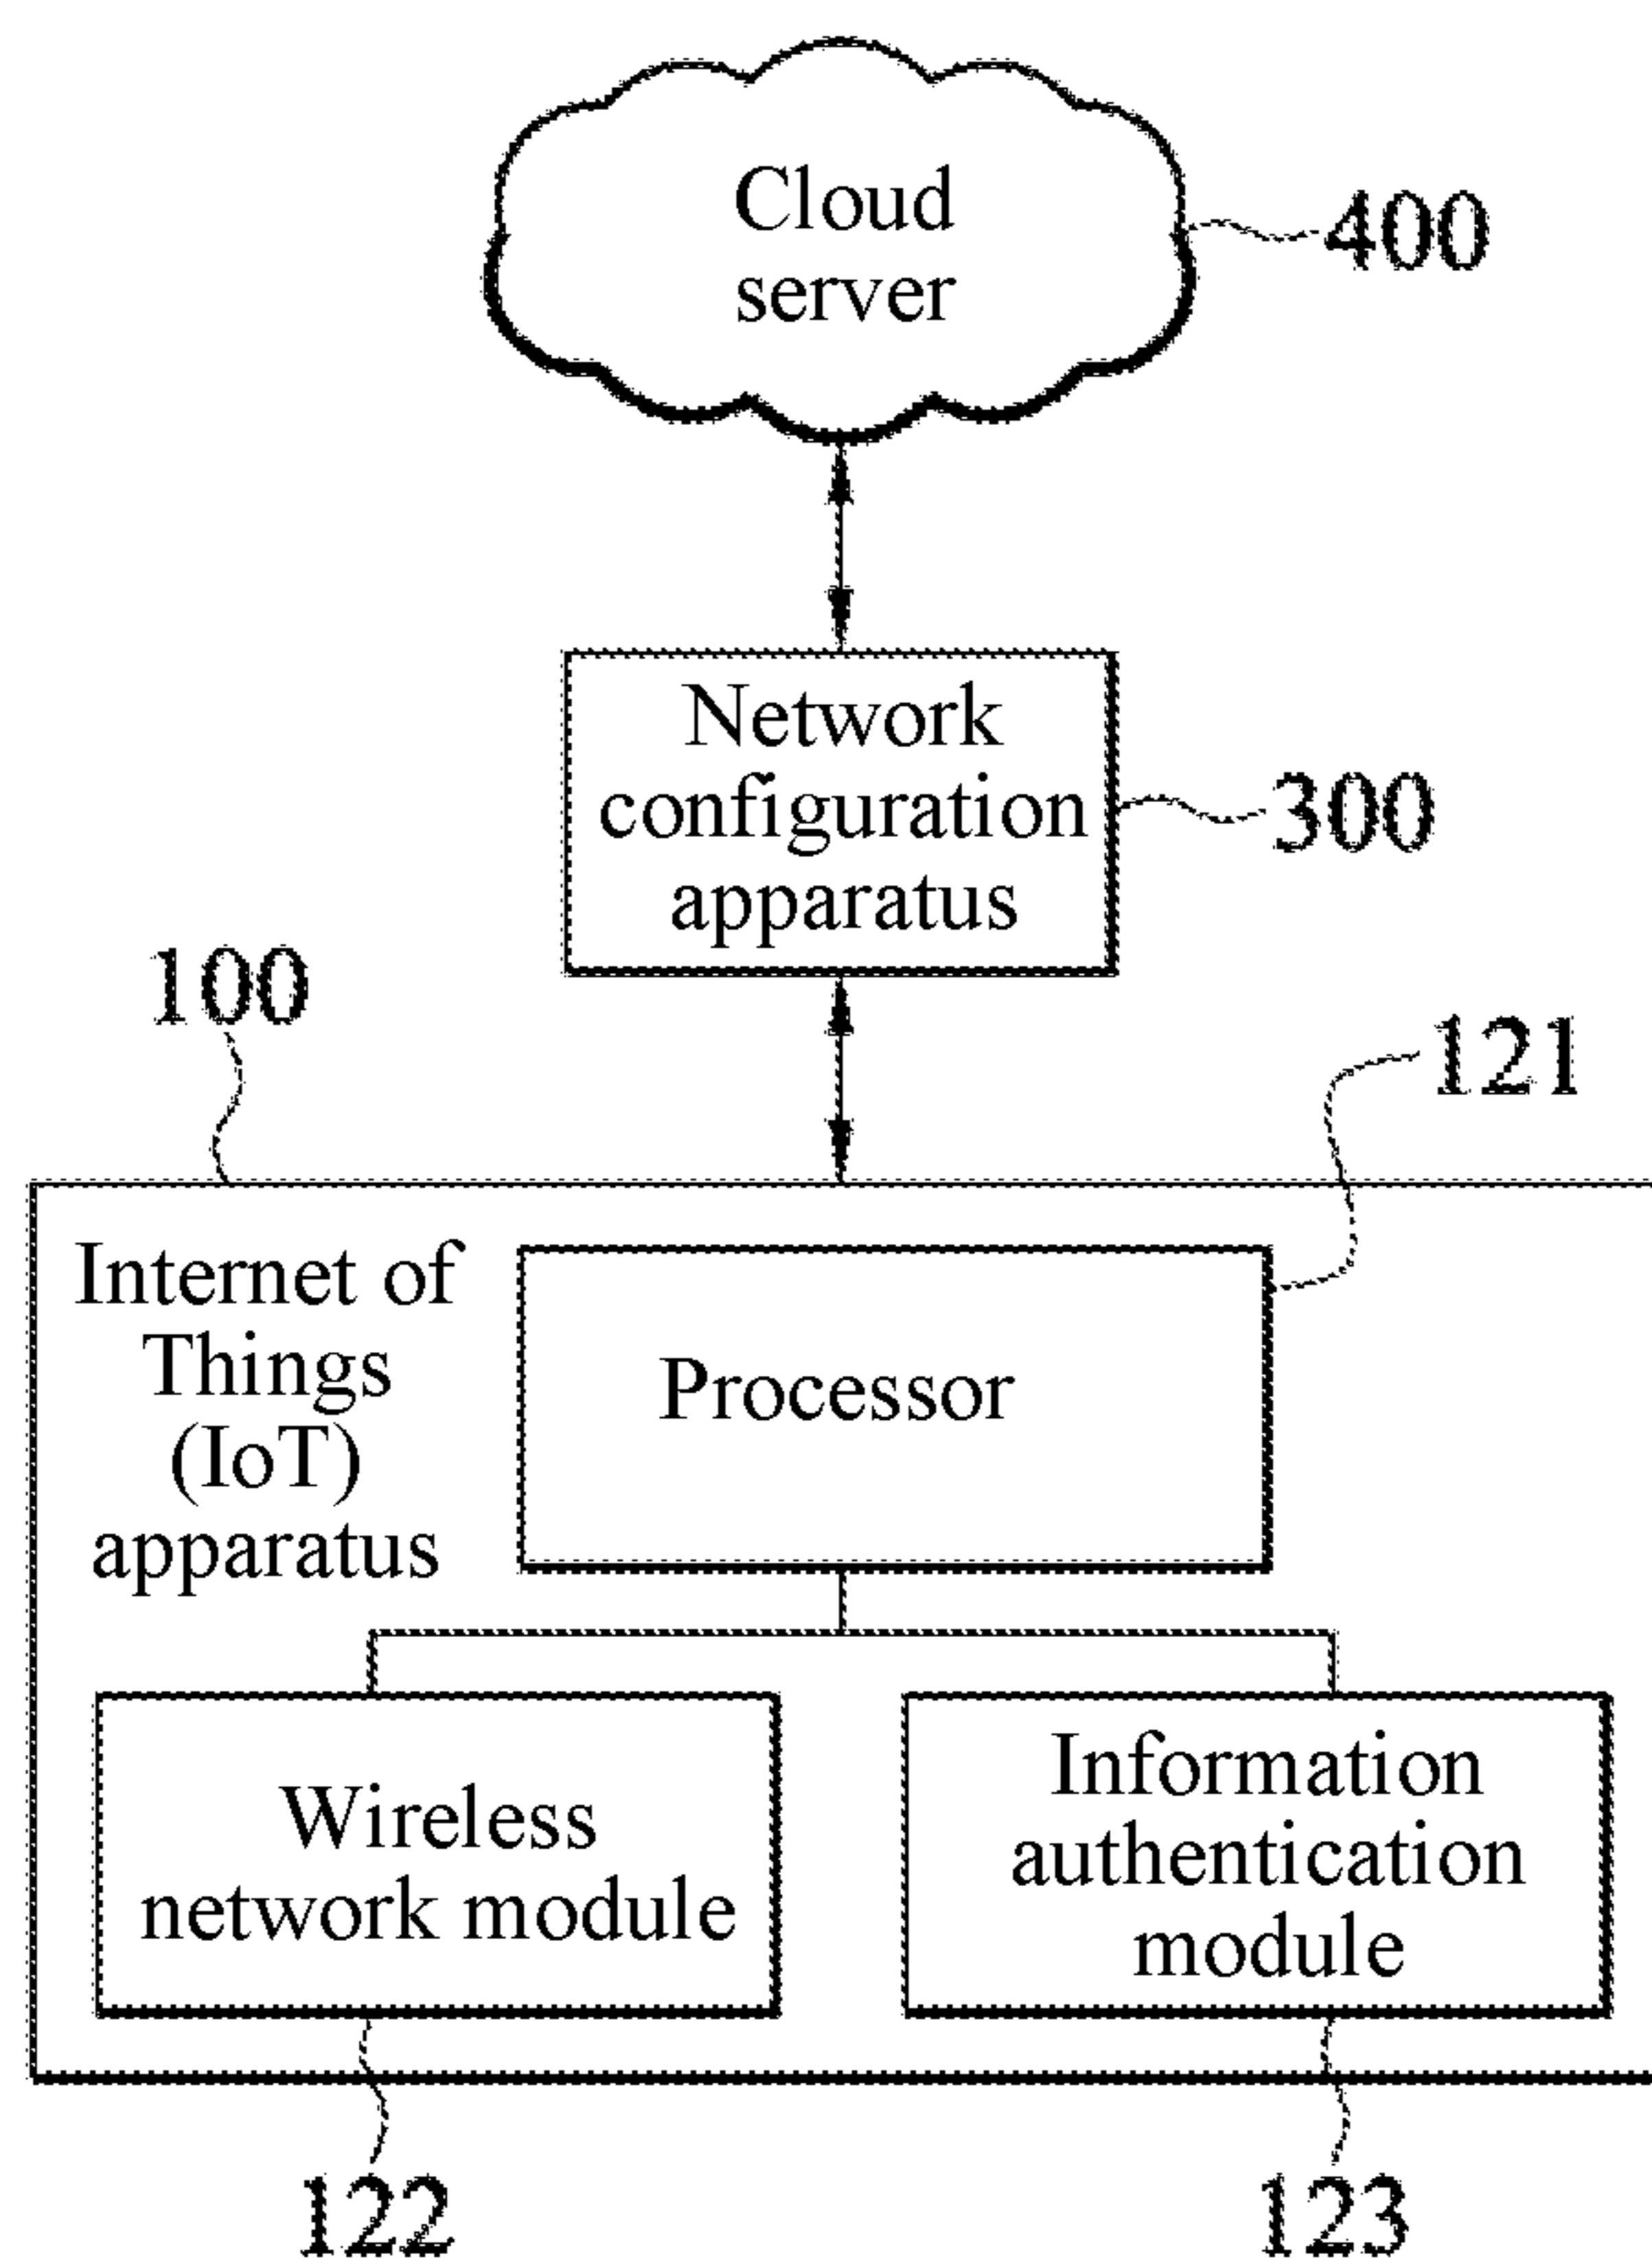 Cloud
server
400
Network
configuration
apparatus
300
100
121
Internet of
Things
(IoT)
apparatus
Processor
Wireless
network module
Information
authentication
module
122
123